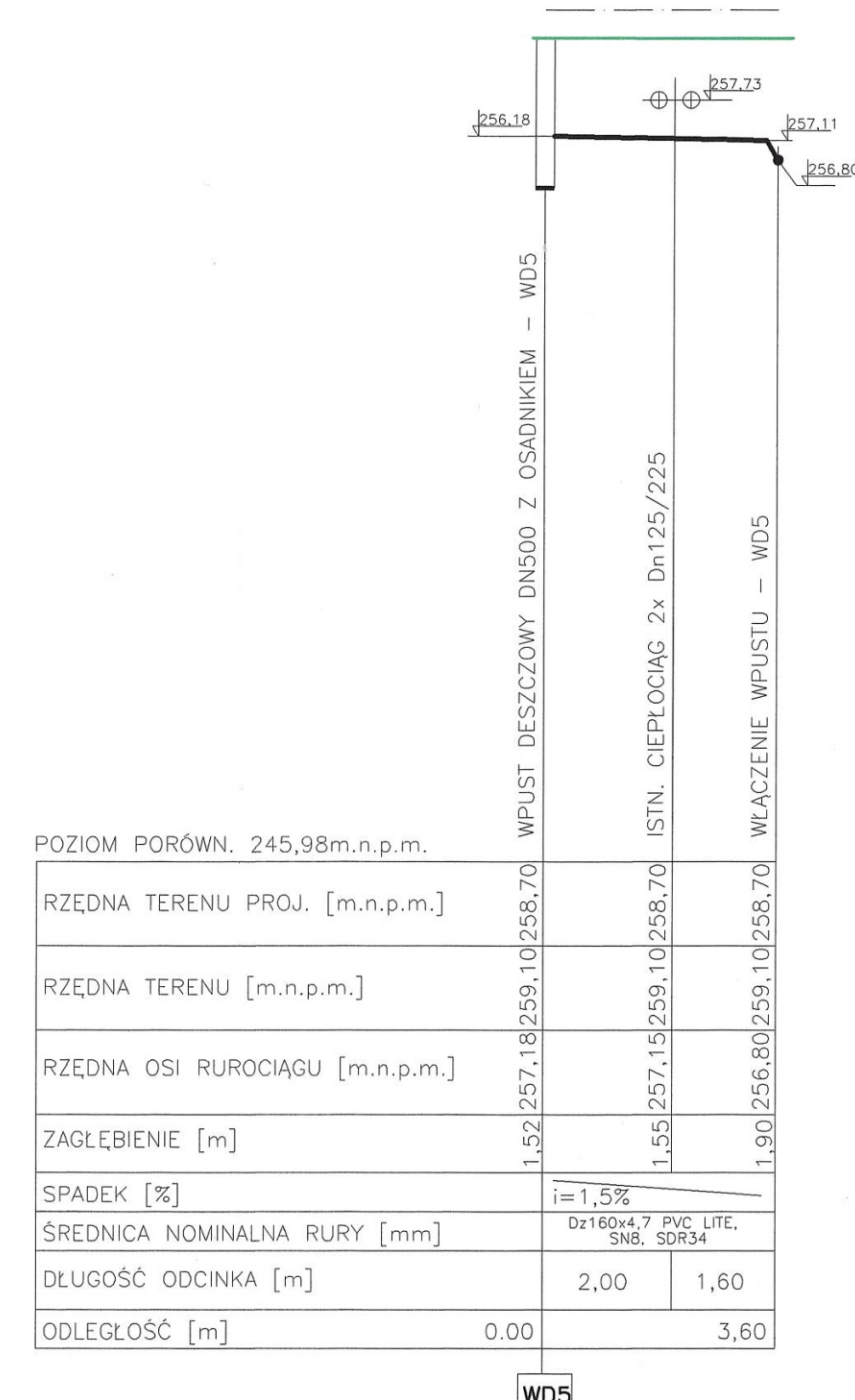 257,73
256,18
257,11
256,80
WPUST DESZCZOWY DN500 Z OSADNIKIEM – WD5
ISTN. CIEPŁOCIĄG 2x Dn125/225
WŁĄCZENIE WPUSTU – WD5
POZIOM PORÓWN. 245,98m.n.p.m.
RZĘDNA TERENU PROJ. [m.n.p.m.] 258,70 258,70 258,70
RZĘDNA TERENU [m.n.p.m.] 259,10 259,10 259,10
RZĘDNA OSI RUROCIĄGU [m.n.p.m.] 257,18 257,15 256,80
ZAGŁĘBIENIE [m] 1,52 1,55 1,90
SPADEK [%] i=1,5%
ŚREDNICA NOMINALNA RURY [mm] Dz160x4,7 PVC LITE,
SN8, SDR34
DŁUGOŚĆ ODCINKA [m] 2,00 1,60
ODLEGŁOŚĆ [m] 0.00 3,60
WD5